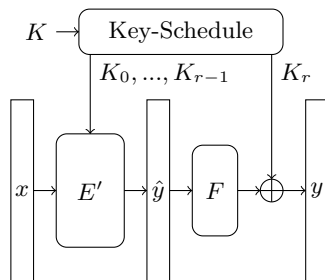 K Key-Schedule
K_0, ..., K_{r-1} K_r
x E' ŷ F y